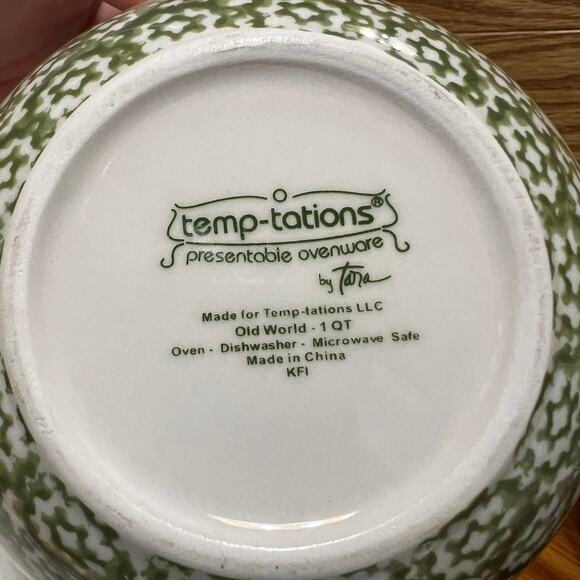 temp-tations®
presentable ovenware
by Tara
Made for Temp-tations LLC
Old World - 1 QT
Oven - Dishwasher - Microwave Safe
Made in China
KFI